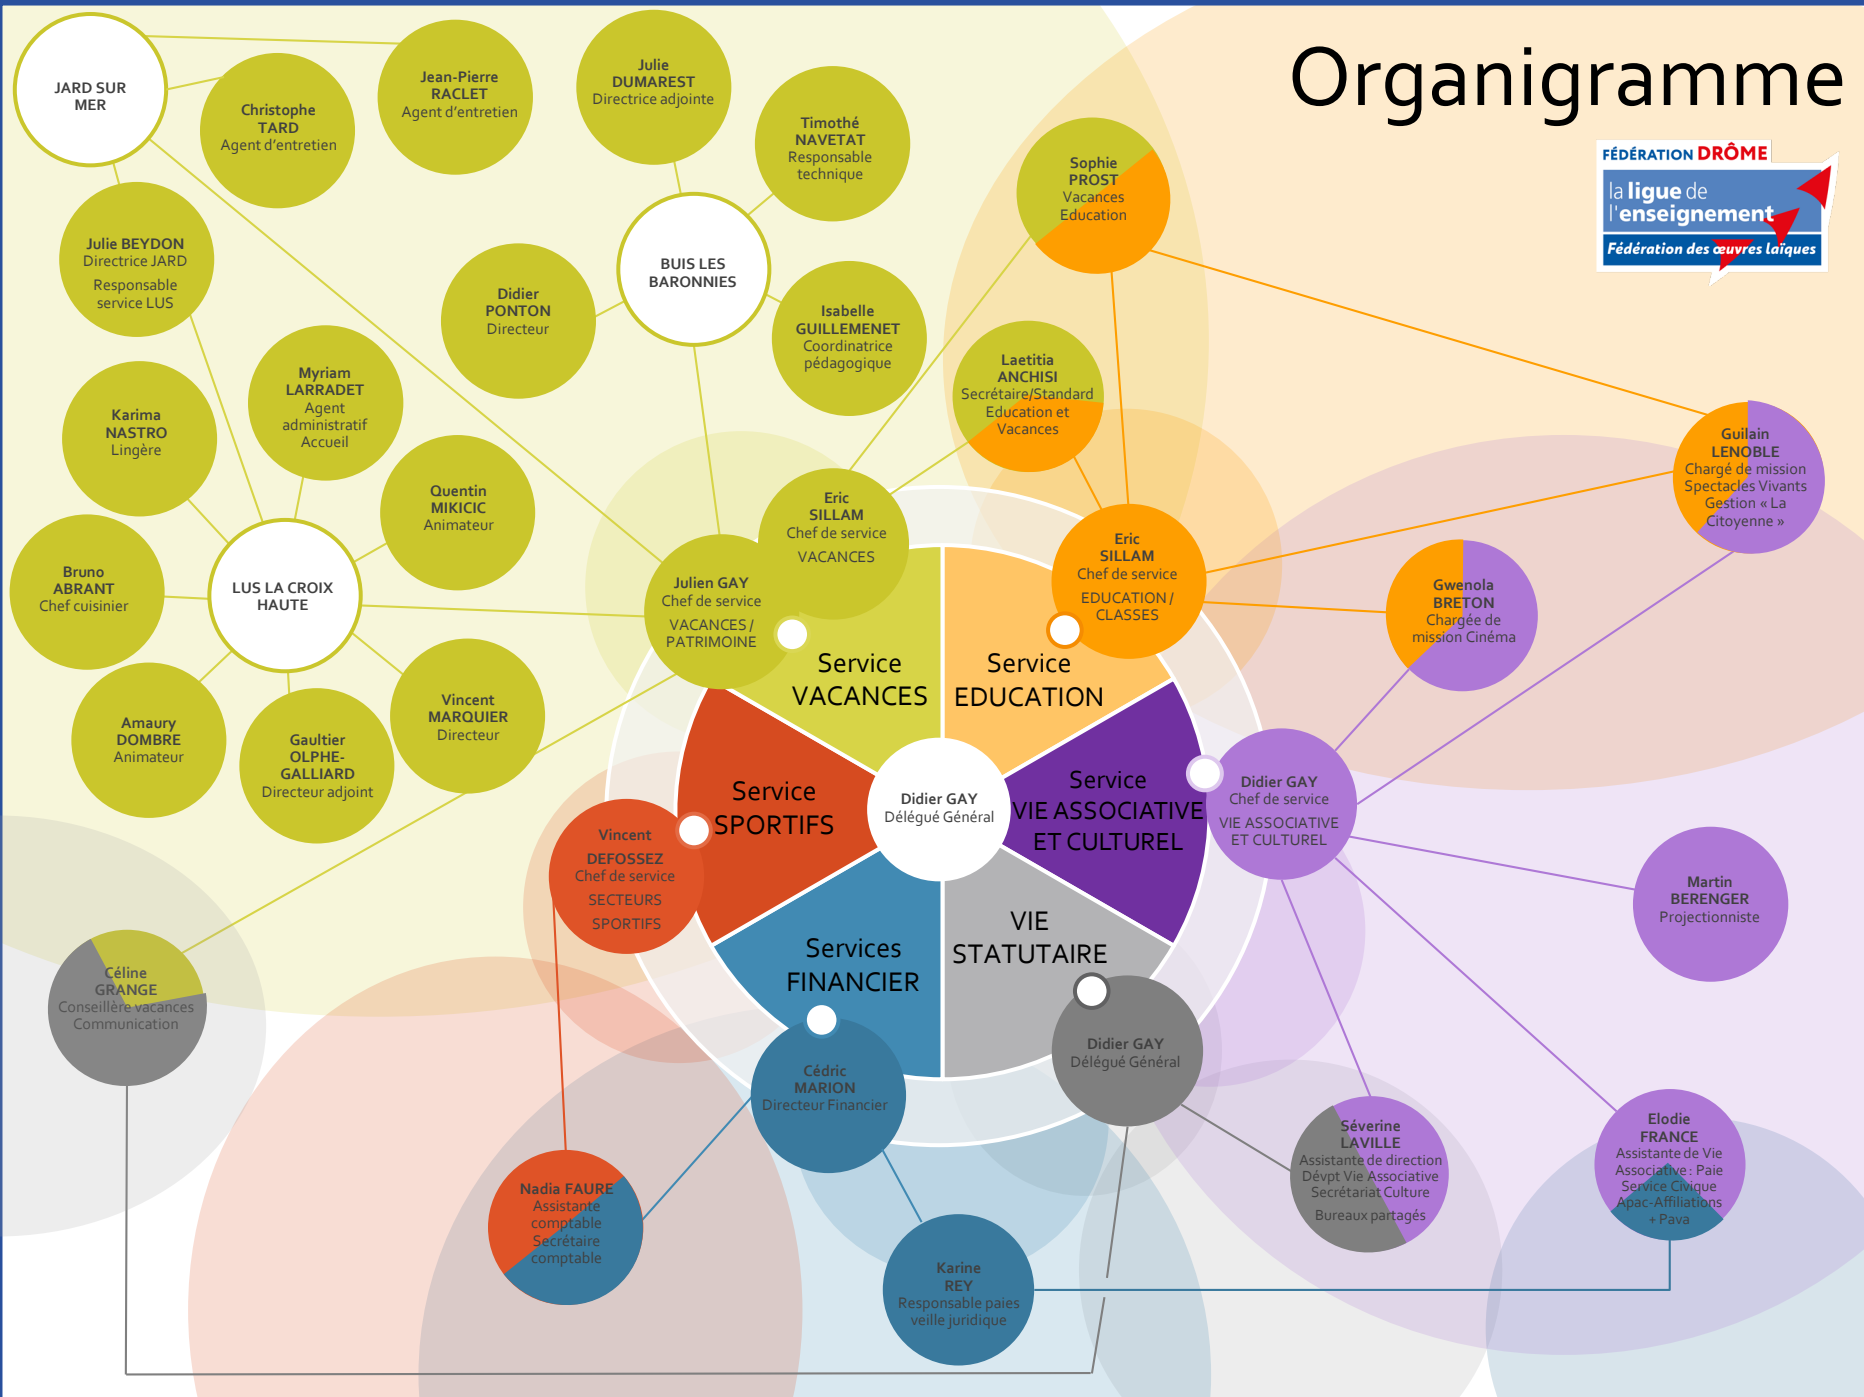 Organigramme
FÉDÉRATION DRÔME
la ligue de
l'enseignement
Fédération des œuvres laïques
JARD SUR
MER
Christophe
TARD
Agent d'entretien
Jean-Pierre
RACLET
Agent d'entretien
Julie
DUMAREST
Directrice adjointe
Timothé
NAVETAT
Responsable
technique
Sophie
PROST
Vacances
Education
Julie BEYDON
Directrice JARD
Responsable
service LUS
BUIS LES
BARONNIES
Didier
PONTON
Directeur
Isabelle
GUILLEMENET
Coordinatrice
pédagogique
Laetitia
ANCHISI
Secrétaire/Standard
Education et
Vacances
Myriam
LARRADET
Agent
administratif
Accueil
Karima
NASTRO
Lingère
Quentin
MIKICIC
Animateur
Guilain
LENOBLE
Chargé de mission
Spectacles Vivants
Gestion « La
Citoyenne »
Eric
SILLAM
Chef de service
VACANCES
Eric
SILLAM
Chef de service
EDUCATION /
CLASSES
Bruno
ABRANT
Chef cuisinier
LUS LA CROIX
HAUTE
Julien GAY
Chef de service
VACANCES /
PATRIMOINE
Gwenola
BRETON
Chargée de
mission Cinéma
Service
VACANCES
Service
EDUCATION
Amaury
DOMBRE
Animateur
Gaultier
OLPHE-
GALLIARD
Directeur adjoint
Vincent
MARQUIER
Directeur
Service
SPORTIFS
Didier GAY
Délégué Général
Service
VIE ASSOCIATIVE
ET CULTUREL
Didier GAY
Chef de service
VIE ASSOCIATIVE
ET CULTUREL
Vincent
DEFOSSEZ
Chef de service
SECTEURS
SPORTIFS
Martin
BERENGER
Projectionniste
Services
FINANCIER
VIE
STATUTAIRE
Céline
GRANGE
Conseillère vacances
Communication
Cédric
MARION
Directeur Financier
Didier GAY
Délégué Général
Séverine
LAVILLE
Assistante de direction
Dévpt Vie Associative
Secrétariat Culture
Bureaux partagés
Elodie
FRANCE
Assistante de Vie
Associative : Paie
Service Civique
Apac-Affiliations
+ Pava
Nadia FAURE
Assistante
comptable
Secrétaire
comptable
Karine
REY
Responsable paies
veille juridique